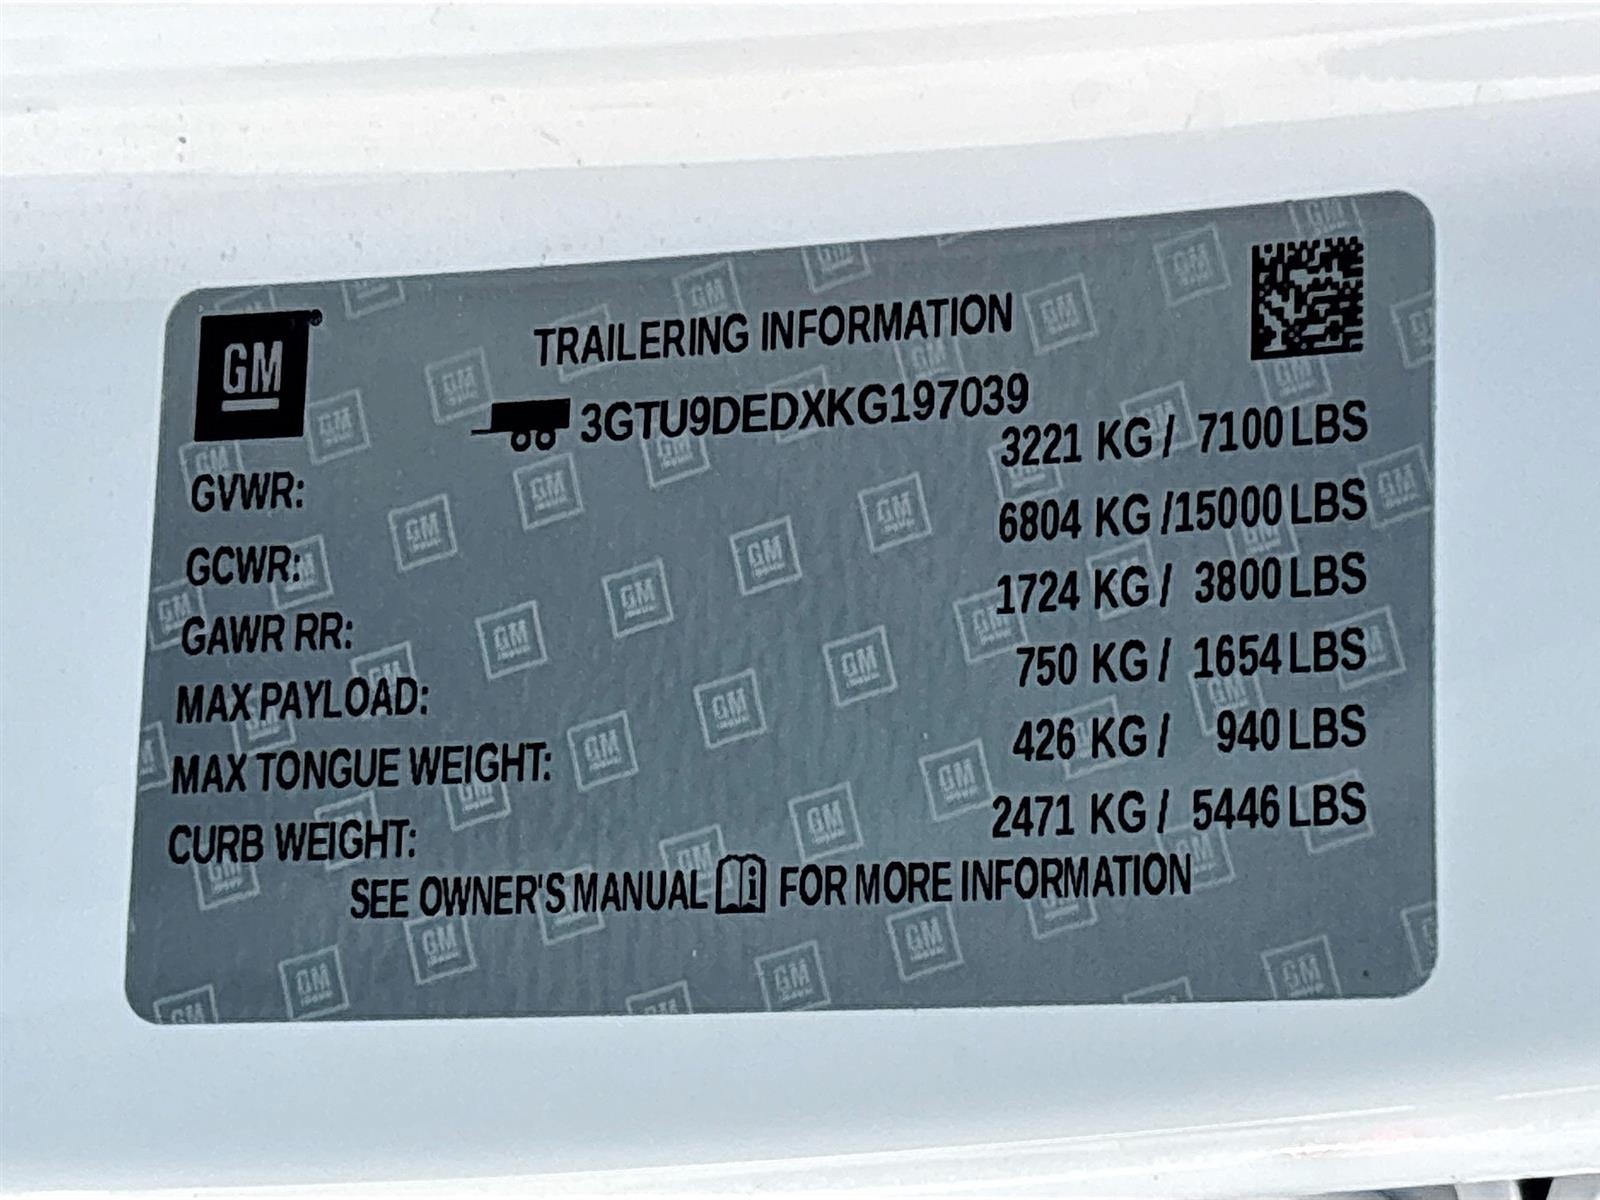 GM
TRAILERING INFORMATION
3GTU9DEDXKG197039
GVWR: 3221 KG / 7100 LBS
GCWR: 6804 KG /15000 LBS
GAWR RR: 1724 KG / 3800 LBS
MAX PAYLOAD: 750 KG / 1654 LBS
MAX TONGUE WEIGHT: 426 KG / 940 LBS
CURB WEIGHT: 2471 KG / 5446 LBS
SEE OWNER'S MANUAL FOR MORE INFORMATION